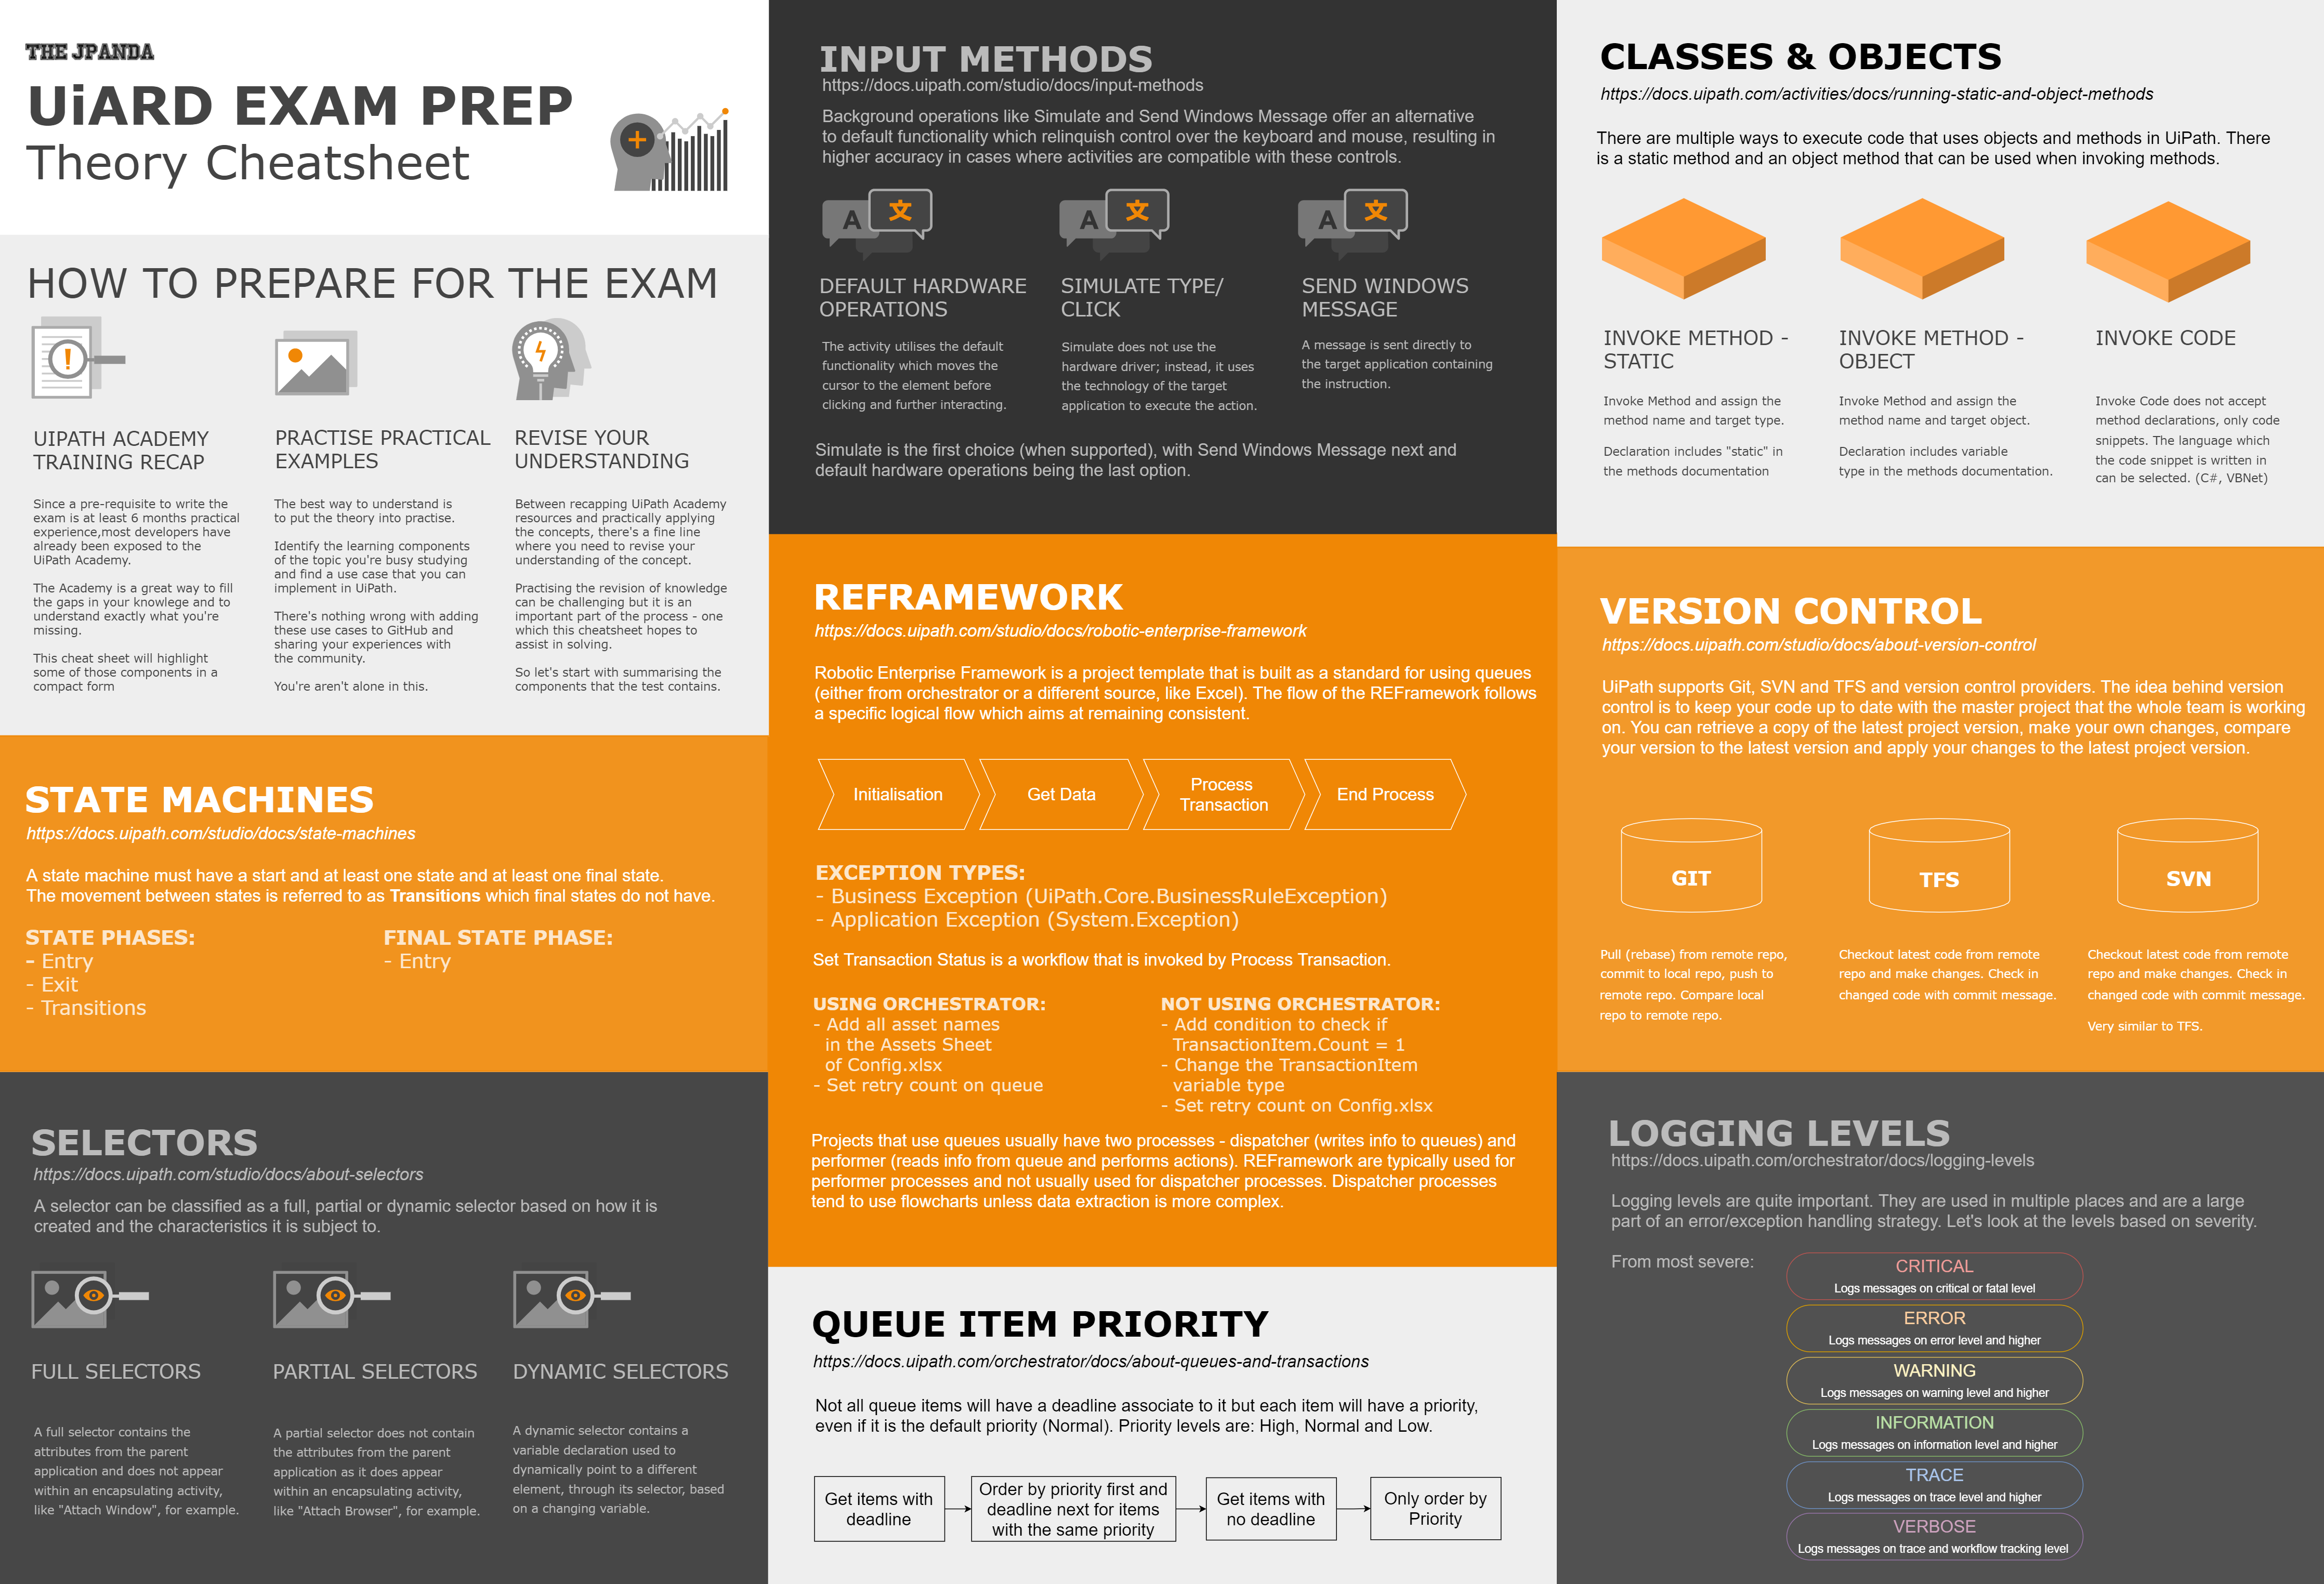 THE JPANDA
UiARD EXAM PREP
Theory Cheatsheet
HOW TO PREPARE FOR THE EXAM
UIPATH ACADEMY
TRAINING RECAP
Since a pre-requisite to write the
exam is at least 6 months practical
experience,most developers have
already been exposed to the
UiPath Academy.
The Academy is a great way to fill
the gaps in your knowlege and to
understand exactly what you're
missing.
This cheat sheet will highlight
some of those components in a
compact form
PRACTISE PRACTICAL
EXAMPLES
The best way to understand is
to put the theory into practise.
Identify the learning components
of the topic you're busy studying
and find a use case that you can
implement in UiPath.
There's nothing wrong with adding
these use cases to GitHub and
sharing your experiences with
the community.
You're aren't alone in this.
REVISE YOUR
UNDERSTANDING
Between recapping UiPath Academy
resources and practically applying
the concepts, there's a fine line
where you need to revise your
understanding of the concept.
Practising the revision of knowledge
can be challenging but it is an
important part of the process - one
which this cheatsheet hopes to
assist in solving.
So let's start with summarising the
components that the test contains.
STATE MACHINES
https://docs.uipath.com/studio/docs/state-machines
A state machine must have a start and at least one state and at least one final state.
The movement between states is referred to as Transitions which final states do not have.
STATE PHASES:
- Entry
- Exit
- Transitions
FINAL STATE PHASE:
- Entry
SELECTORS
https://docs.uipath.com/studio/docs/about-selectors
A selector can be classified as a full, partial or dynamic selector based on how it is
created and the characteristics it is subject to.
FULL SELECTORS
A full selector contains the
attributes from the parent
application and does not appear
within an encapsulating activity,
like "Attach Window", for example.
PARTIAL SELECTORS
A partial selector does not contain
the attributes from the parent
application as it does appear
within an encapsulating activity,
like "Attach Browser", for example.
DYNAMIC SELECTORS
A dynamic selector contains a
variable declaration used to
dynamically point to a different
element, through its selector, based
on a changing variable.
INPUT METHODS
https://docs.uipath.com/studio/docs/input-methods
Background operations like Simulate and Send Windows Message offer an alternative
to default functionality which relinquish control over the keyboard and mouse, resulting in
higher accuracy in cases where activities are compatible with these controls.
A 文
A 文
A 文
DEFAULT HARDWARE
OPERATIONS
The activity utilises the default
functionality which moves the
cursor to the element before
clicking and further interacting.
SIMULATE TYPE/
CLICK
Simulate does not use the
hardware driver; instead, it uses
the technology of the target
application to execute the action.
SEND WINDOWS
MESSAGE
A message is sent directly to
the target application containing
the instruction.
Simulate is the first choice (when supported), with Send Windows Message next and
default hardware operations being the last option.
REFRAMEWORK
https://docs.uipath.com/studio/docs/robotic-enterprise-framework
Robotic Enterprise Framework is a project template that is built as a standard for using queues
(either from orchestrator or a different source, like Excel). The flow of the REFramework follows
a specific logical flow which aims at remaining consistent.
Initialisation
Get Data
Process
Transaction
End Process
EXCEPTION TYPES:
- Business Exception (UiPath.Core.BusinessRuleException)
- Application Exception (System.Exception)
Set Transaction Status is a workflow that is invoked by Process Transaction.
USING ORCHESTRATOR:
- Add all asset names
in the Assets Sheet
of Config.xlsx
- Set retry count on queue
NOT USING ORCHESTRATOR:
- Add condition to check if
TransactionItem.Count = 1
- Change the TransactionItem
variable type
- Set retry count on Config.xlsx
Projects that use queues usually have two processes - dispatcher (writes info to queues) and
performer (reads info from queue and performs actions). REFramework are typically used for
performer processes and not usually used for dispatcher processes. Dispatcher processes
tend to use flowcharts unless data extraction is more complex.
QUEUE ITEM PRIORITY
https://docs.uipath.com/orchestrator/docs/about-queues-and-transactions
Not all queue items will have a deadline associate to it but each item will have a priority,
even if it is the default priority (Normal). Priority levels are: High, Normal and Low.
Get items with
deadline
Order by priority first and
deadline next for items
with the same priority
Get items with
no deadline
Only order by
Priority
CLASSES & OBJECTS
https://docs.uipath.com/activities/docs/running-static-and-object-methods
There are multiple ways to execute code that uses objects and methods in UiPath. There
is a static method and an object method that can be used when invoking methods.
INVOKE METHOD -
STATIC
Invoke Method and assign the
method name and target type.
Declaration includes "static" in
the methods documentation
INVOKE METHOD -
OBJECT
Invoke Method and assign the
method name and target object.
Declaration includes variable
type in the methods documentation.
INVOKE CODE
Invoke Code does not accept
method declarations, only code
snippets. The language which
the code snippet is written in
can be selected. (C#, VBNet)
VERSION CONTROL
https://docs.uipath.com/studio/docs/about-version-control
UiPath supports Git, SVN and TFS and version control providers. The idea behind version
control is to keep your code up to date with the master project that the whole team is working
on. You can retrieve a copy of the latest project version, make your own changes, compare
your version to the latest version and apply your changes to the latest project version.
GIT
TFS
SVN
Pull (rebase) from remote repo,
commit to local repo, push to
remote repo. Compare local
repo to remote repo.
Checkout latest code from remote
repo and make changes. Check in
changed code with commit message.
Checkout latest code from remote
repo and make changes. Check in
changed code with commit message.
Very similar to TFS.
LOGGING LEVELS
https://docs.uipath.com/orchestrator/docs/logging-levels
Logging levels are quite important. They are used in multiple places and are a large
part of an error/exception handling strategy. Let's look at the levels based on severity.
From most severe:
CRITICAL
Logs messages on critical or fatal level
ERROR
Logs messages on error level and higher
WARNING
Logs messages on warning level and higher
INFORMATION
Logs messages on information level and higher
TRACE
Logs messages on trace level and higher
VERBOSE
Logs messages on trace and workflow tracking level